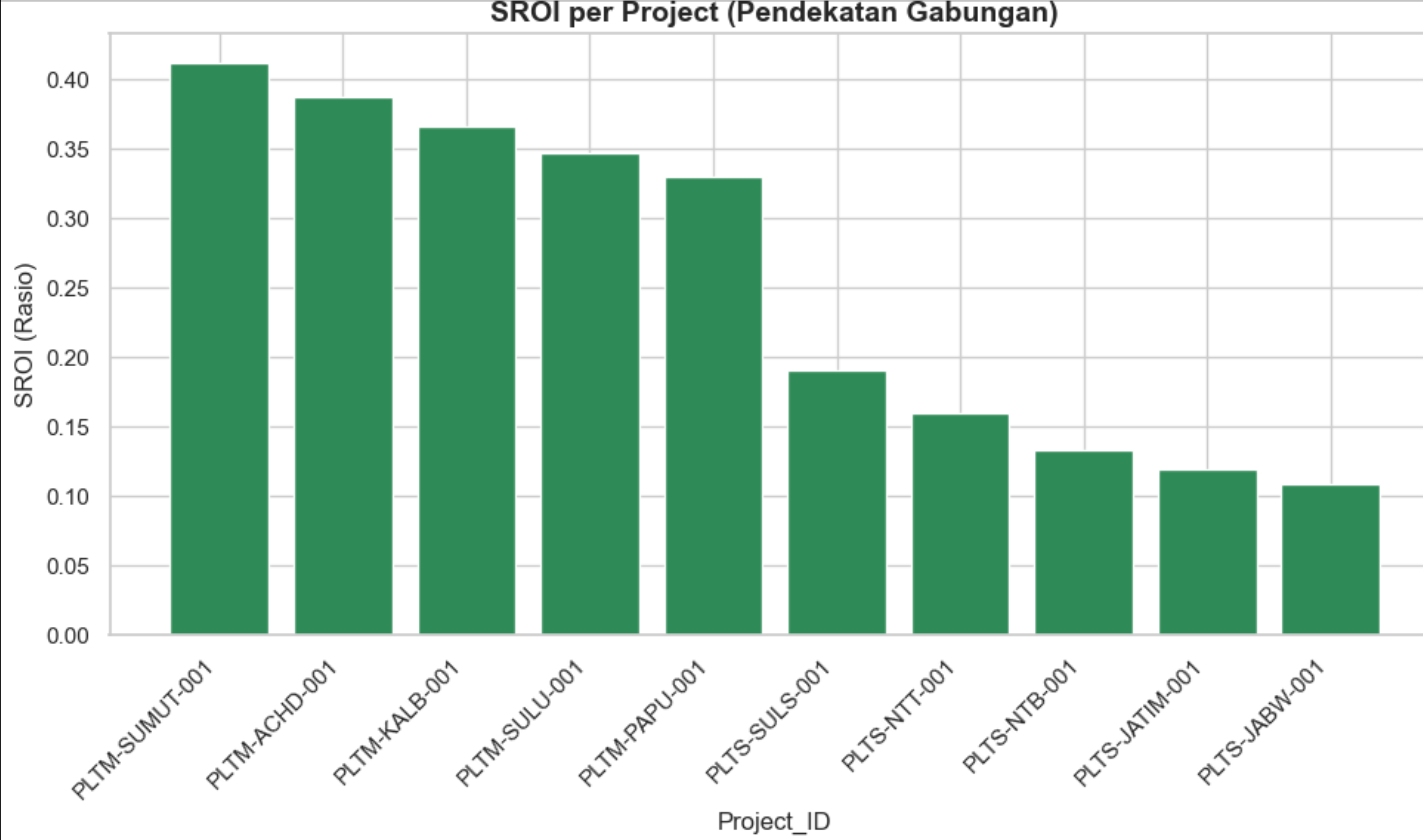 SROI per Project (Pendekatan Gabungan)
SROI (Rasio)
0.40
0.35
0.30
0.25
0.20
0.15
0.10
0.05
0.00
PLTM-SUMUT-001
PLTM-ACHD-001
PLTM-KALB-001
PLTM-SULU-001
PLTM-PAPU-001
PLTS-SULS-001
PLTS-NTT-001
PLTS-NTB-001
PLTS-JATIM-001
PLTS-JABW-001
Project_ID